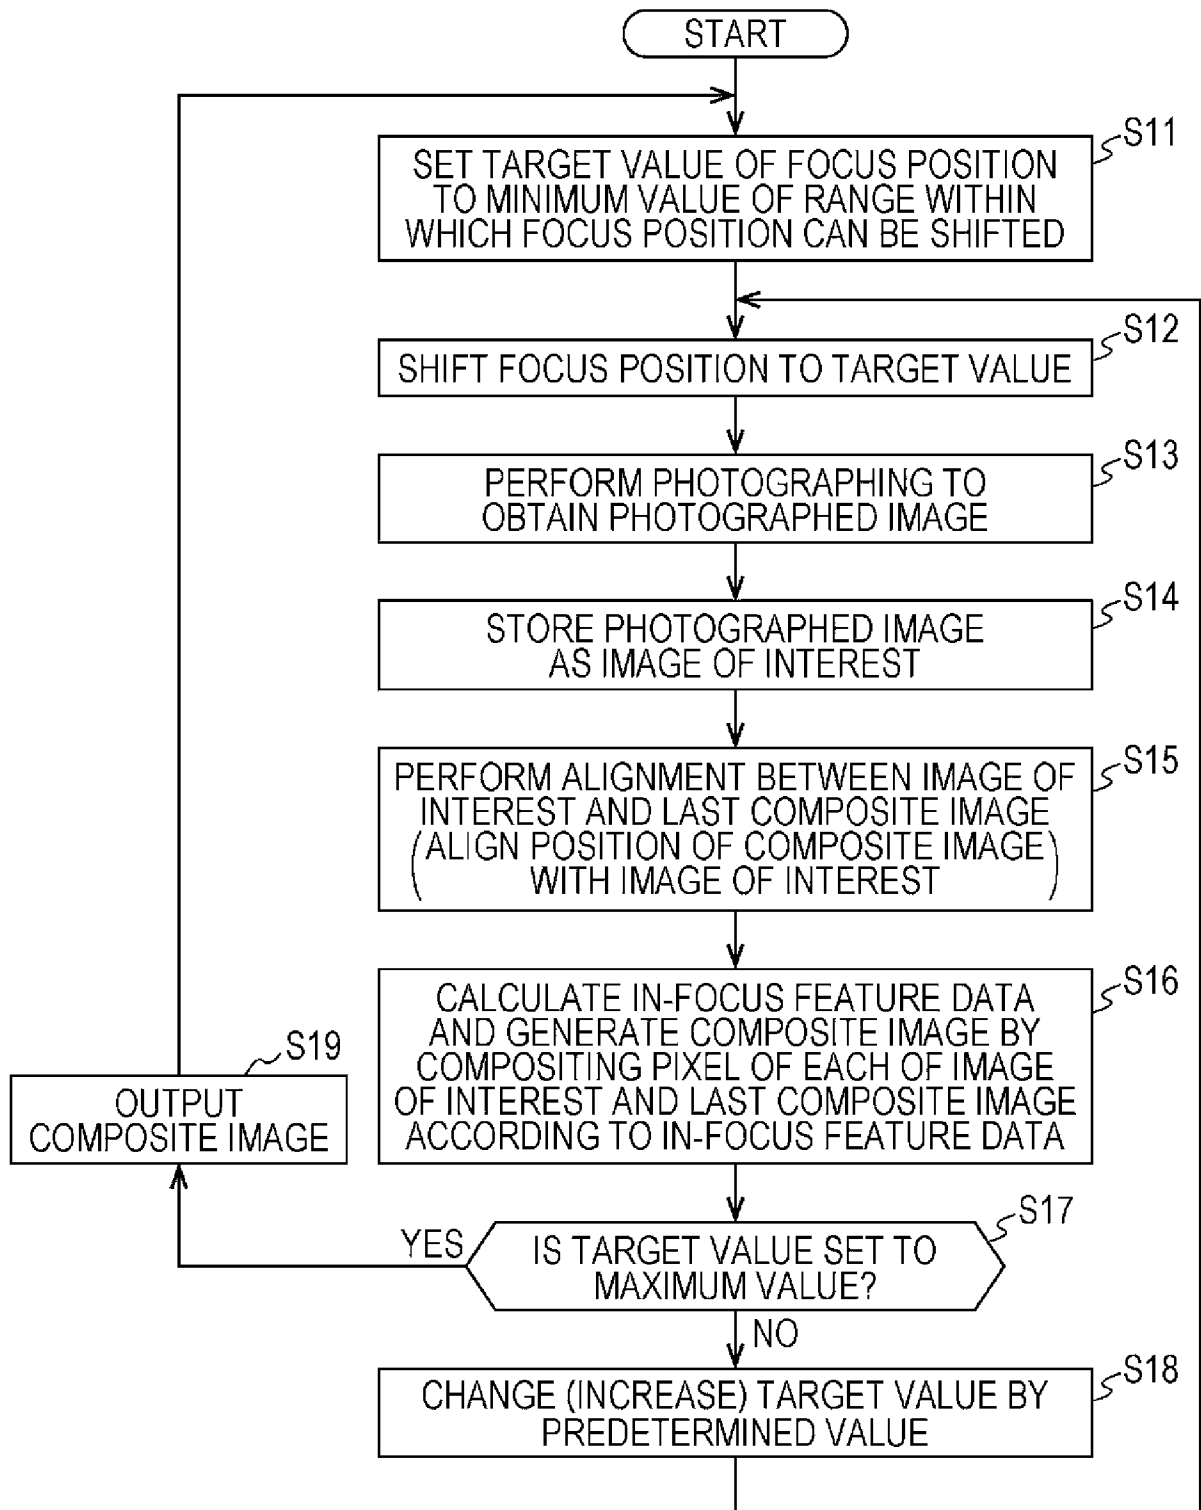 START
S11
SET TARGET VALUE OF FOCUS POSITION
TO MINIMUM VALUE OF RANGE WITHIN
WHICH FOCUS POSITION CAN BE SHIFTED
S12
SHIFT FOCUS POSITION TO TARGET VALUE
S13
PERFORM PHOTOGRAPHING TO
OBTAIN PHOTOGRAPHED IMAGE
S14
STORE PHOTOGRAPHED IMAGE
AS IMAGE OF INTEREST
S15
PERFORM ALIGNMENT BETWEEN IMAGE OF
INTEREST AND LAST COMPOSITE IMAGE
(ALIGN POSITION OF COMPOSITE IMAGE
WITH IMAGE OF INTEREST)
S16
CALCULATE IN-FOCUS FEATURE DATA
AND GENERATE COMPOSITE IMAGE BY
COMPOSITING PIXEL OF EACH OF IMAGE
OF INTEREST AND LAST COMPOSITE IMAGE
ACCORDING TO IN-FOCUS FEATURE DATA
S19
OUTPUT
COMPOSITE IMAGE
S17
YES
IS TARGET VALUE SET TO
MAXIMUM VALUE?
NO
S18
CHANGE (INCREASE) TARGET VALUE BY
PREDETERMINED VALUE